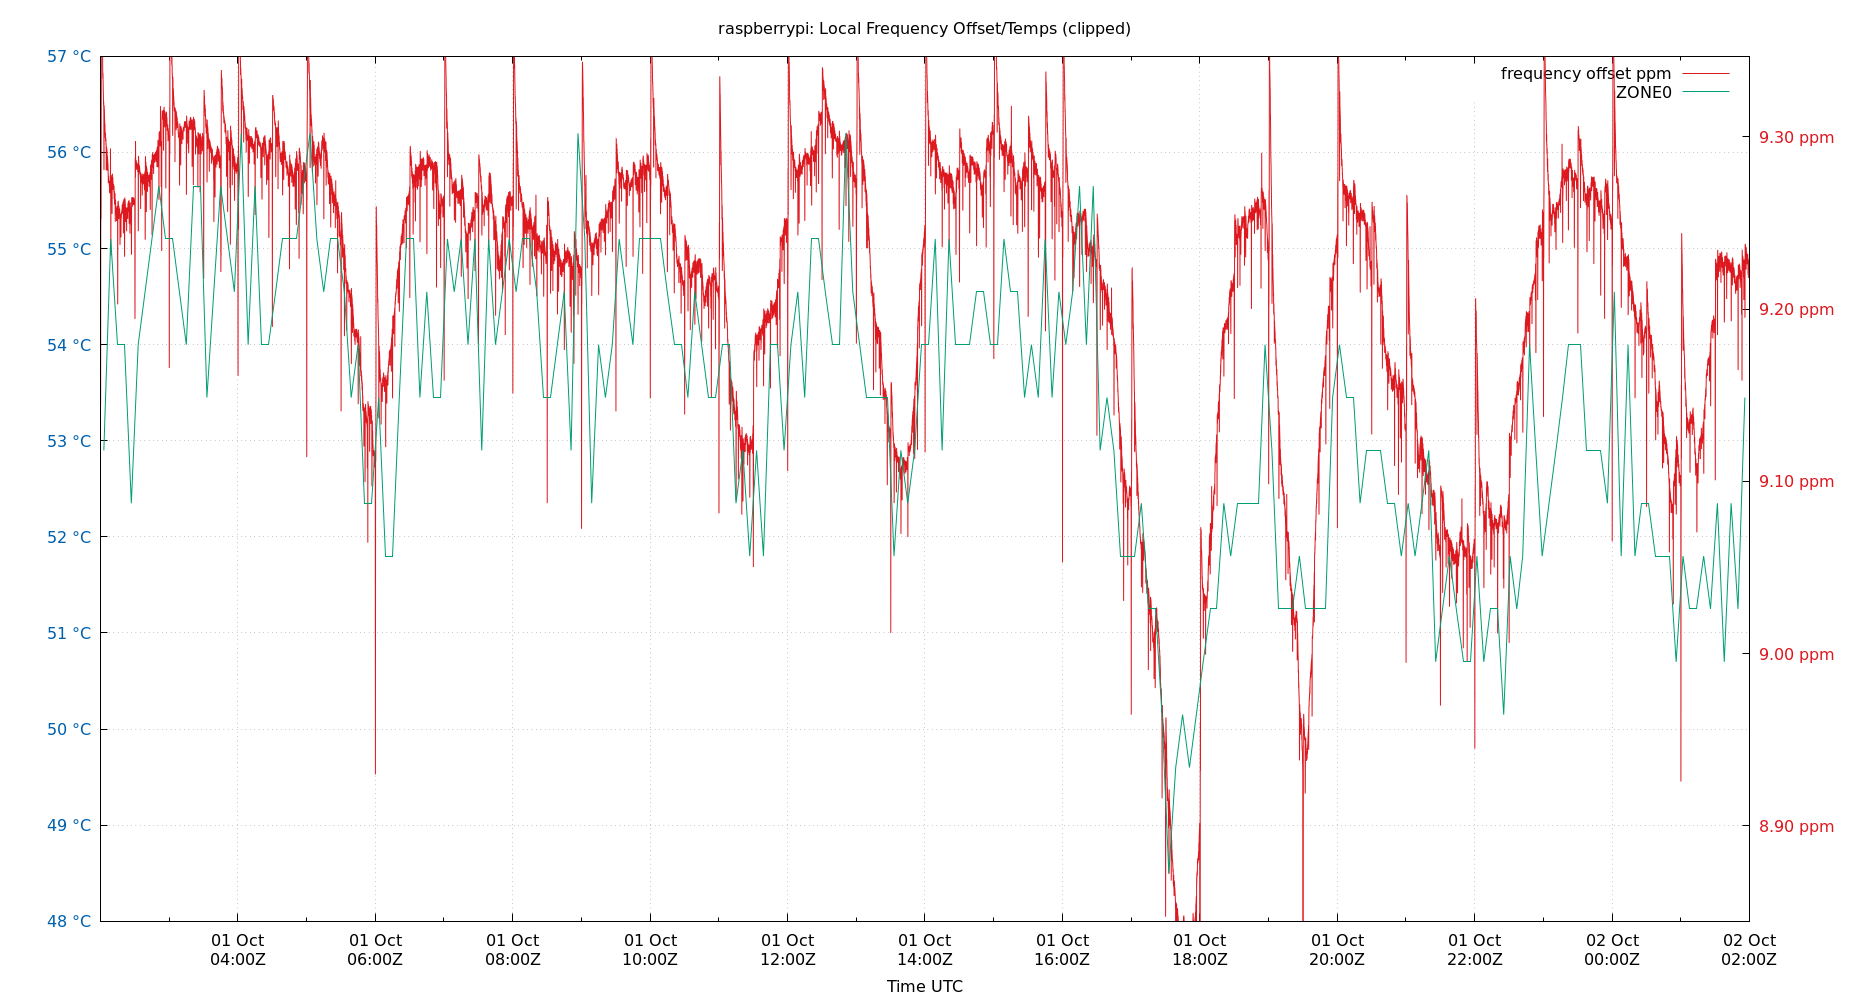 raspberrypi: Local Frequency Offset/Temps (clipped)
57 °C
56 °C
55 °C
54 °C
53 °C
52 °C
51 °C
50 °C
49 °C
48 °C
frequency offset ppm
ZONE0
9.30 ppm
9.20 ppm
9.10 ppm
9.00 ppm
8.90 ppm
01 Oct
04:00Z
01 Oct
06:00Z
01 Oct
08:00Z
01 Oct
10:00Z
01 Oct
12:00Z
01 Oct
14:00Z
01 Oct
16:00Z
01 Oct
18:00Z
01 Oct
20:00Z
01 Oct
22:00Z
02 Oct
00:00Z
02 Oct
02:00Z
Time UTC